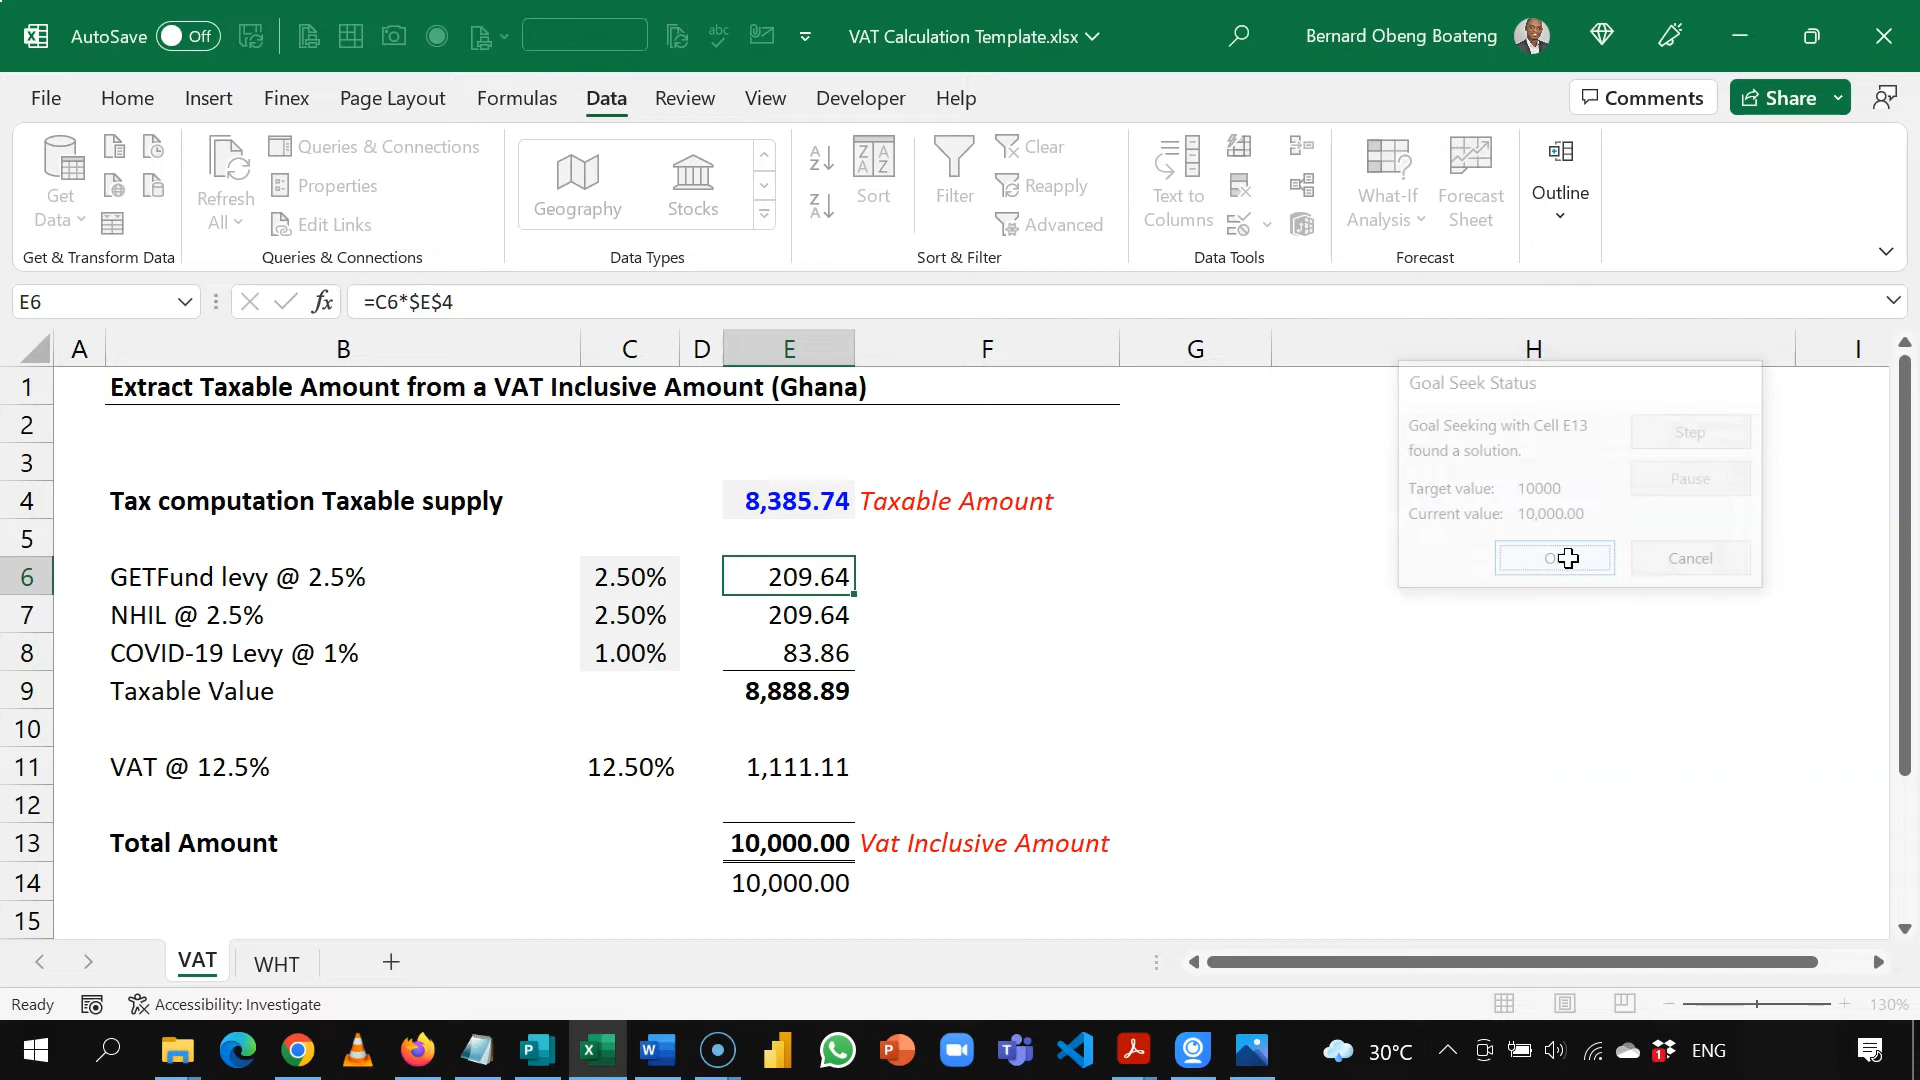 AutoSave Off VAT Calculation Template.xlsx Bernard Obeng Boateng
File Home Insert Finex Page Layout Formulas Data Review View Developer Help Comments Share
Get Data
Refresh All
Queries & Connections
Properties
Edit Links
Geography
Stocks
Sort
Filter
Clear
Reapply
Advanced
Text to Columns
What-If Analysis
Forecast Sheet
Outline
Get & Transform Data Queries & Connections Data Types Sort & Filter Data Tools Forecast
E6 fx =C6*$E$4
A B C D E F G H I
1 Extract Taxable Amount from a VAT Inclusive Amount (Ghana)
2
3
4 Tax computation Taxable supply 8,385.74 Taxable Amount
5
6 GETFund levy @ 2.5% 2.50% 209.64
7 NHIL @ 2.5% 2.50% 209.64
8 COVID-19 Levy @ 1% 1.00% 83.86
9 Taxable Value 8,888.89
10
11 VAT @ 12.5% 12.50% 1,111.11
12
13 Total Amount 10,000.00 Vat Inclusive Amount
14 10,000.00
15
Goal Seek Status
Goal Seeking with Cell E13
found a solution.
Target value: 10000
Current value: 10,000.00
Step
Pause
Cancel
VAT WHT
Ready Accessibility: Investigate 130%
30°C ENG